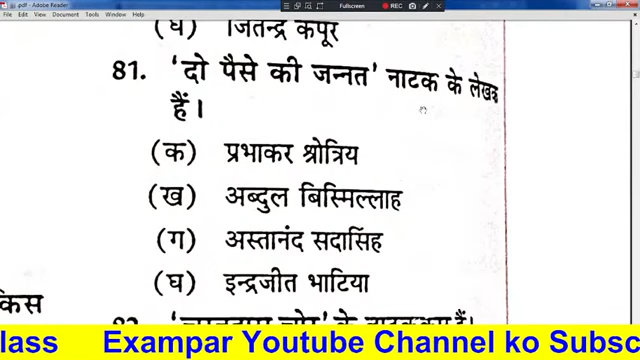 .pdf - Adobe Reader
Fullscreen
REC
File Edit View Document Tools Window Help
(घ) जितेन्द्र कपूर
81. 'दो पैसे की जन्नत' नाटक के लेखक
हैं।
(क) प्रभाकर श्रोत्रिय
(ख) अब्दुल बिस्मिल्लाह
(ग) अस्तानंद सदासिंह
(घ) इन्द्रजीत भाटिया
किस
lass Exampar Youtube Channel ko Subsc